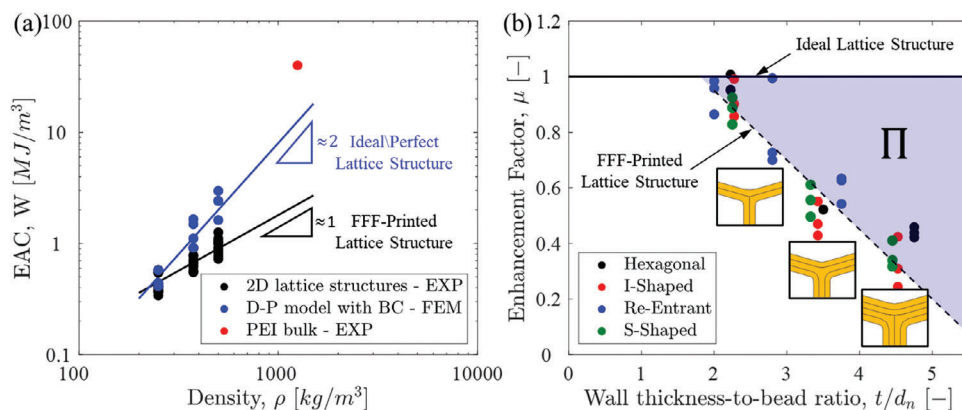 (a)
100
10
1
0.1
EAC, W [MJ/m³]
≈2 Ideal\Perfect
Lattice Structure
≈1 FFF-Printed
Lattice Structure
2D lattice structures - EXP
D-P model with BC - FEM
PEI bulk - EXP
100
1000
10000
Density, ρ [kg/m³]
(b)
Ideal Lattice Structure
1
0.8
0.6
0.4
0.2
0
Enhancement Factor, μ [−]
FFF-Printed
Lattice Structure
Π
Hexagonal
I-Shaped
Re-Entrant
S-Shaped
0
1
2
3
4
5
Wall thickness-to-bead ratio, t/dₙ [−]